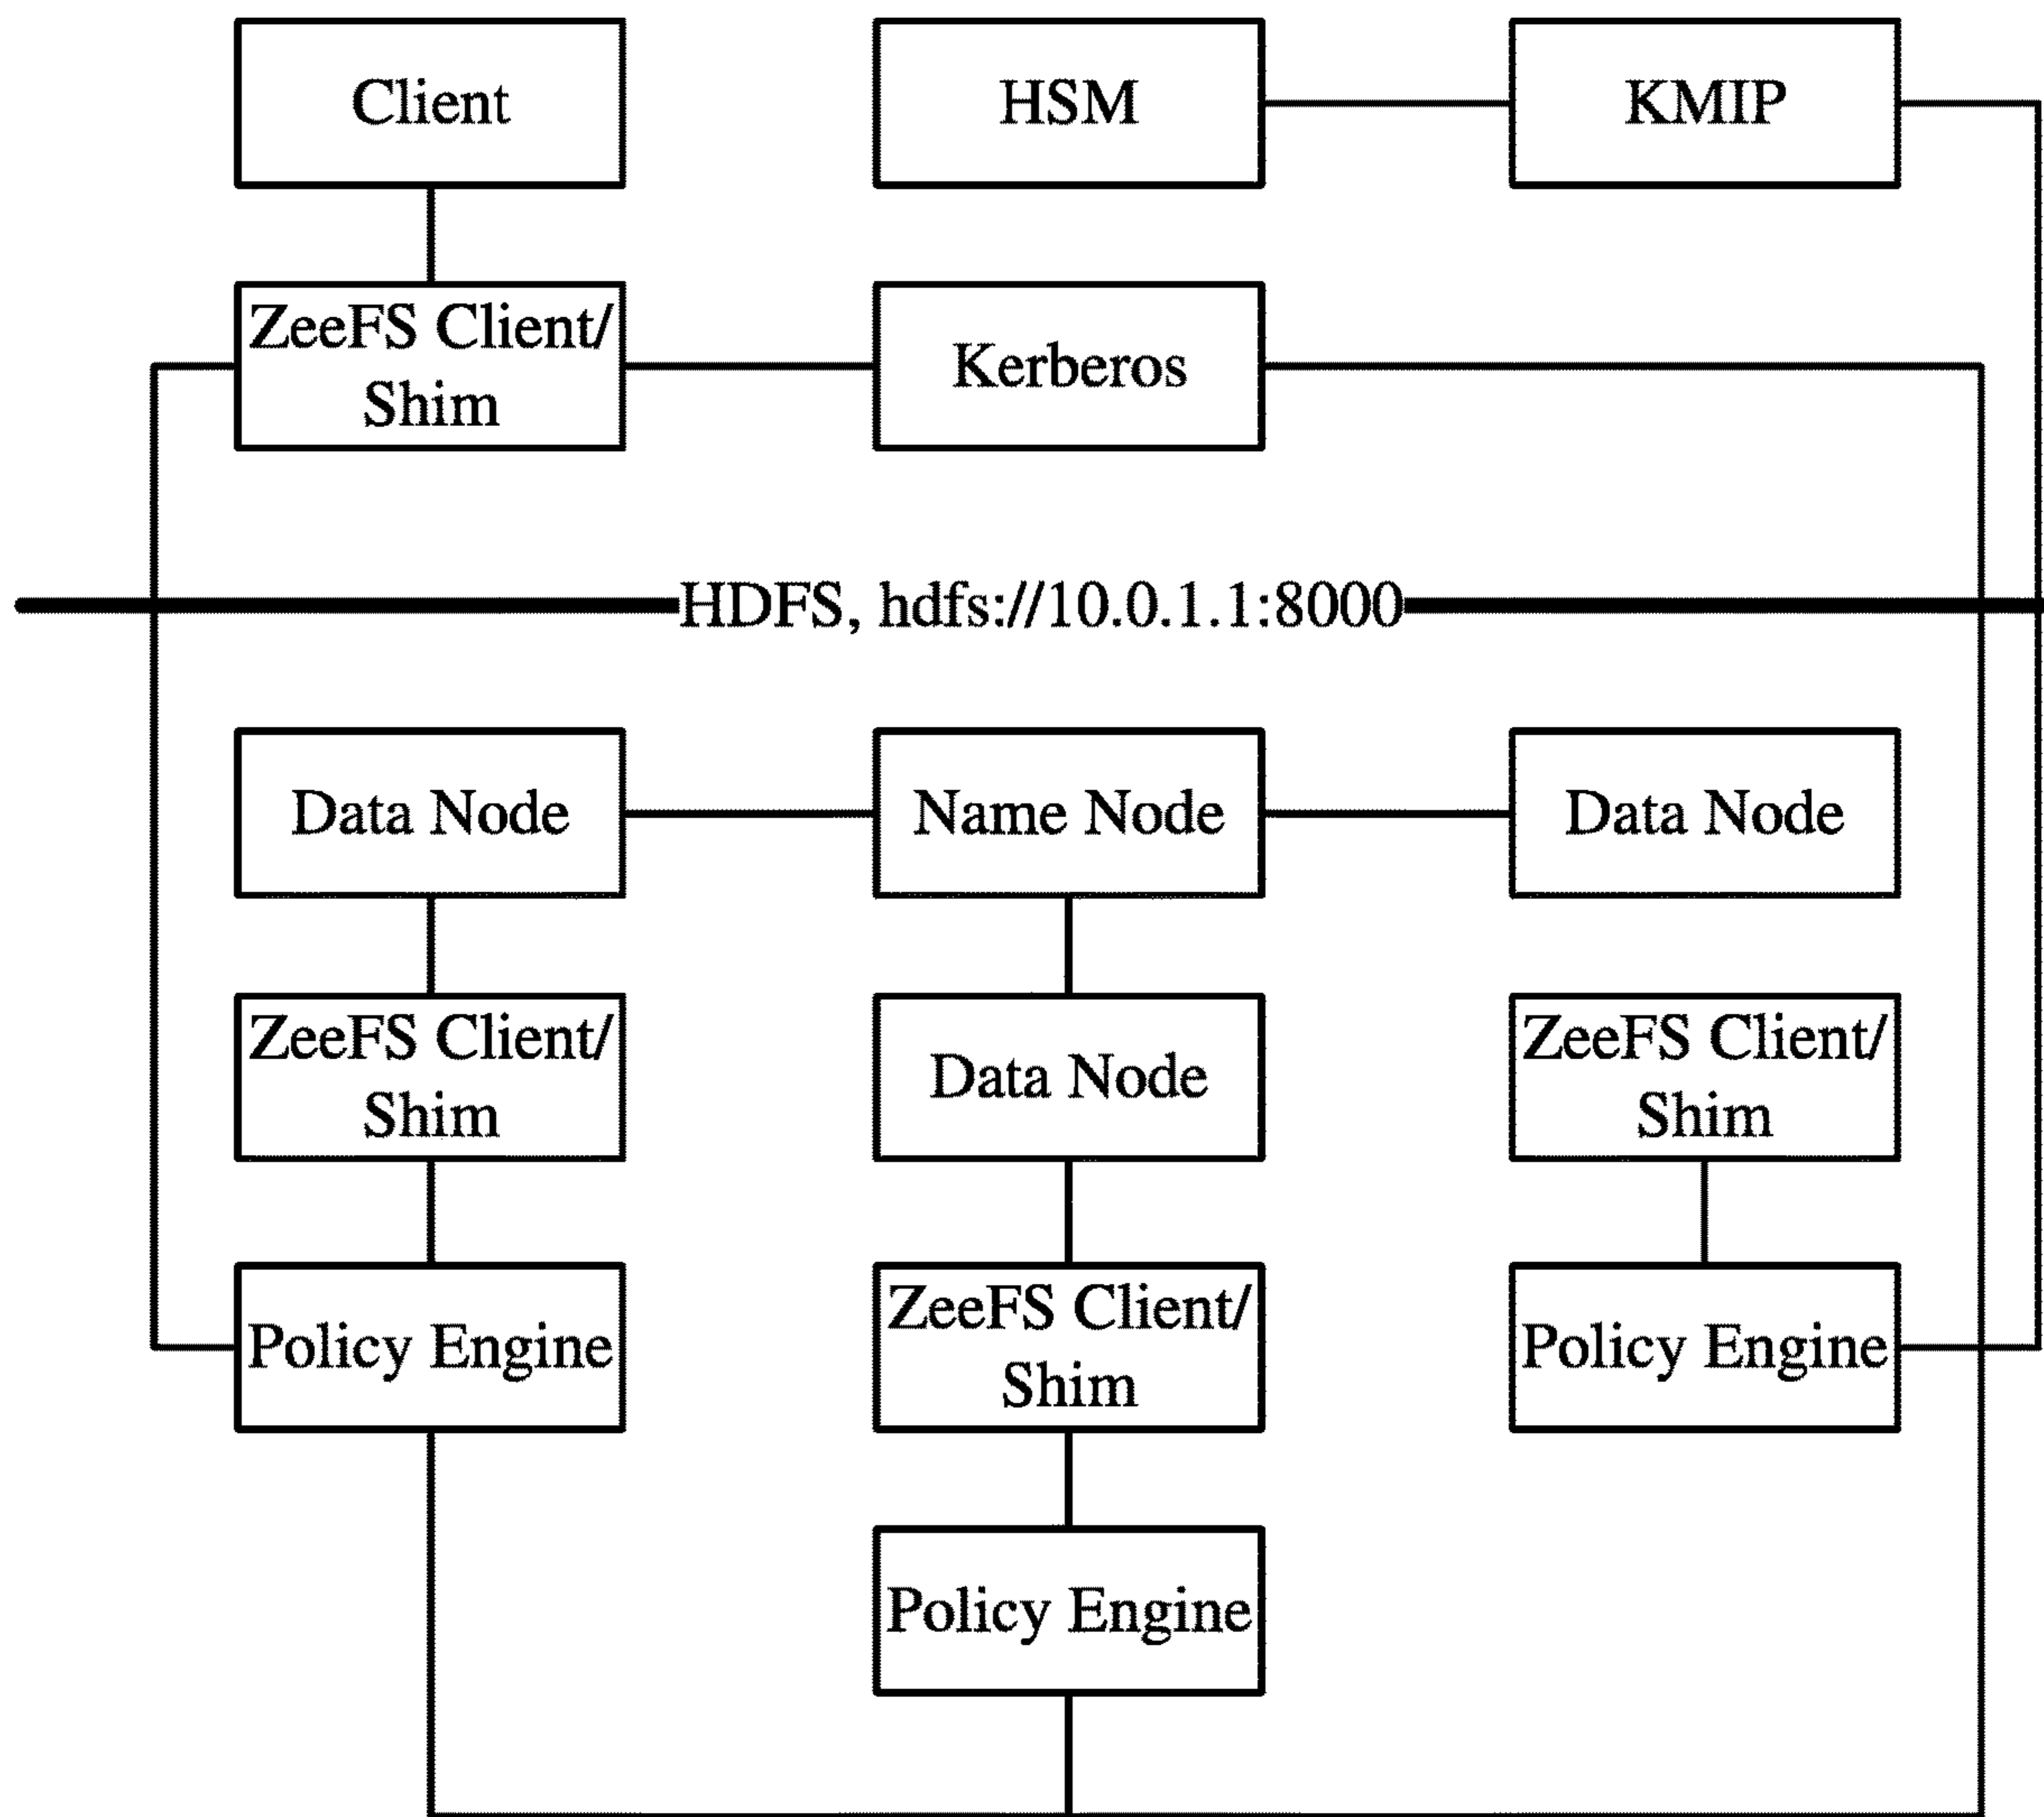 Client
HSM
KMIP
ZeeFS Client/
Shim
Kerberos
HDFS, hdfs://10.0.1.1:8000
Data Node
Name Node
Data Node
ZeeFS Client/
Shim
Data Node
ZeeFS Client/
Shim
Policy Engine
ZeeFS Client/
Shim
Policy Engine
Policy Engine